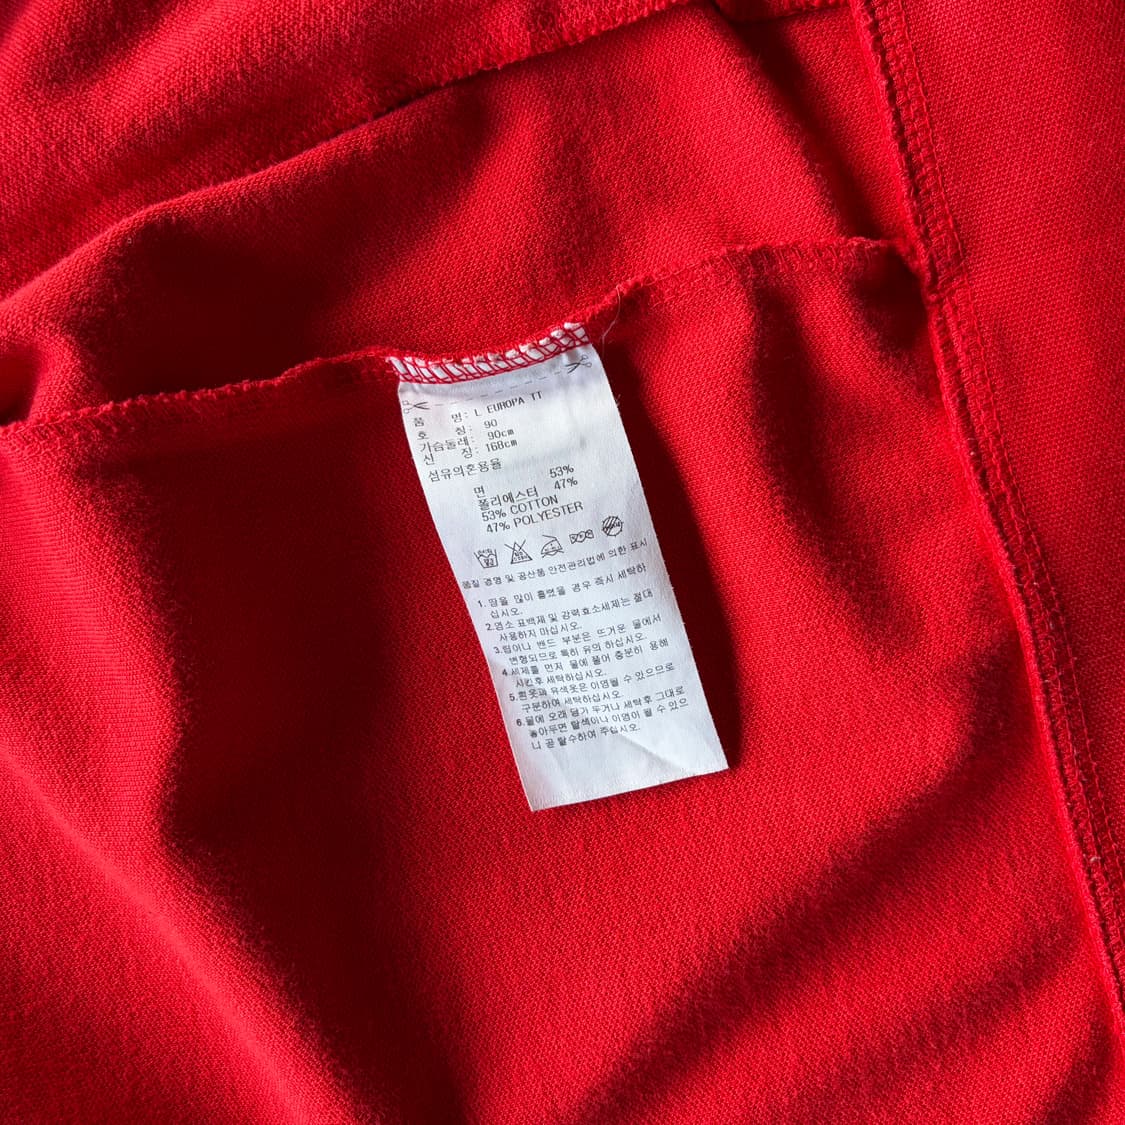 품 명: L EUROPA TT
호 칭: 90
가슴둘레: 90cm
신 장: 168cm
섬유의혼용율
면 53%
폴리에스터 47%
53% COTTON
47% POLYESTER
품질 경영 및 공산품 안전관리법에 의한 표시
1. 땀을 많이 흘렸을 경우 즉시 세탁하
십시오.
2.염소 표백제 및 강력효소세제는 절대
사용하지 마십시오.
3.립이나 밴드 부분은 뜨거운 물에서
변형되므로 특히 유의 하십시오.
4.세제를 먼저 물에 풀어 충분히 용해
시킨후 세탁하십시오.
5.흰옷과 유색옷은 이염될 수 있으므로
구분하여 세탁하십시오.
6.물에 오래 담가 두거나 세탁후 그대로
놓아두면 탈색이나 이염이 될 수 있으
니 곧 탈수하여 주십시오.